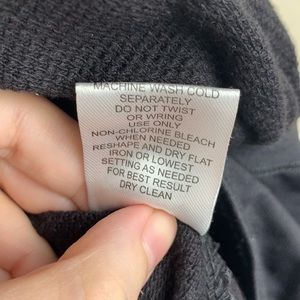 MACHINE WASH COLD
SEPARATELY
DO NOT TWIST
OR WRING
USE ONLY
NON-CHLORINE BLEACH
WHEN NEEDED
RESHAPE AND DRY FLAT
IRON OR LOWEST
SETTING AS NEEDED
FOR BEST RESULT
DRY CLEAN